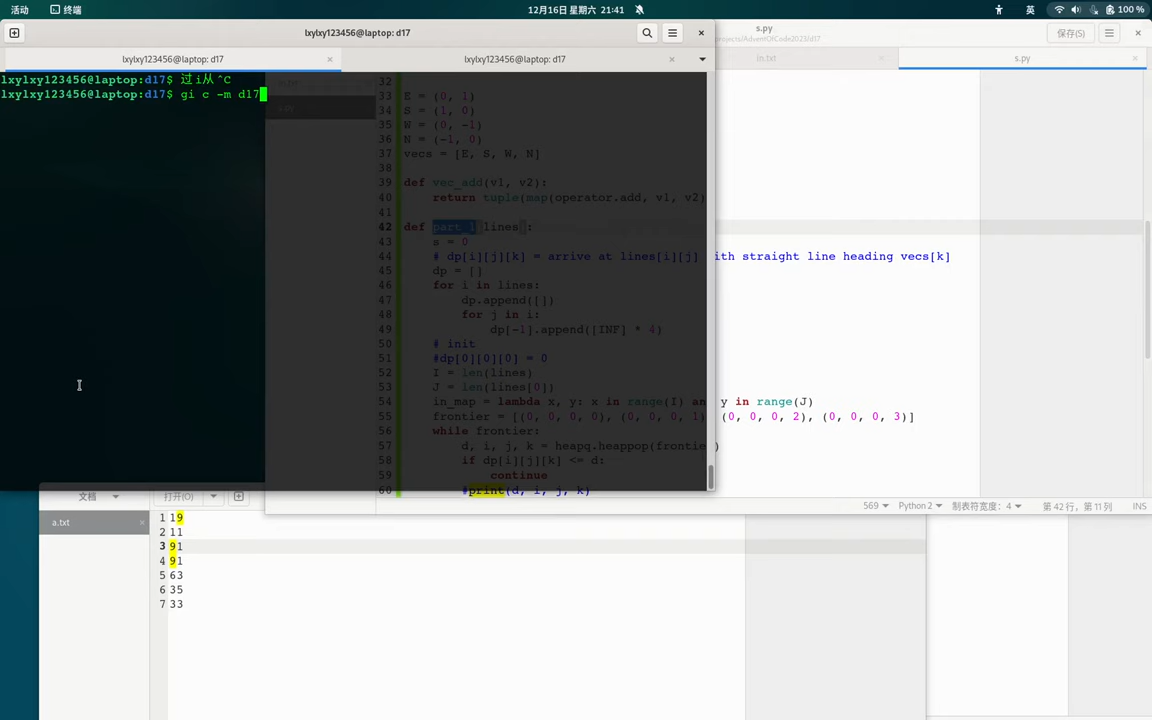 活动 终端 12月16日 星期六 21:41 英 100 %
lxylxy123456@laptop: d17
lxylxy123456@laptop: d17 × lxylxy123456@laptop: d17 ×
lxylxy123456@laptop:d17$ 过i从^C
lxylxy123456@laptop:d17$ gi c -m d17
s.py
projects/AdventOfCode2023/d17
保存(S)
in.txt × s.py ×
32
33 E = (0, 1)
34 S = (1, 0)
35 W = (0, -1)
36 N = (-1, 0)
37 vecs = [E, S, W, N]
38
39 def vec_add(v1, v2):
40 return tuple(map(operator.add, v1, v2)
41
42 def part_1(lines):
43 s = 0
44 # dp[i][j][k] = arrive at lines[i][j] ith straight line heading vecs[k]
45 dp = []
46 for i in lines:
47 dp.append([])
48 for j in i:
49 dp[-1].append([INF] * 4)
50 # init
51 #dp[0][0][0] = 0
52 I = len(lines)
53 J = len(lines[0])
54 in_map = lambda x, y: x in range(I) an y in range(J)
55 frontier = [(0, 0, 0, 0), (0, 0, 0, 1) (0, 0, 0, 2), (0, 0, 0, 3)]
56 while frontier:
57 d, i, j, k = heapq.heappop(frontier)
58 if dp[i][j][k] <= d:
59 continue
60 #print(d, i, j, k)
569 Python 2 制表符宽度：4 第 42 行，第 11 列 INS
文档 打开(O)
a.txt ×
1 19
2 11
3 91
4 91
5 63
6 35
7 33